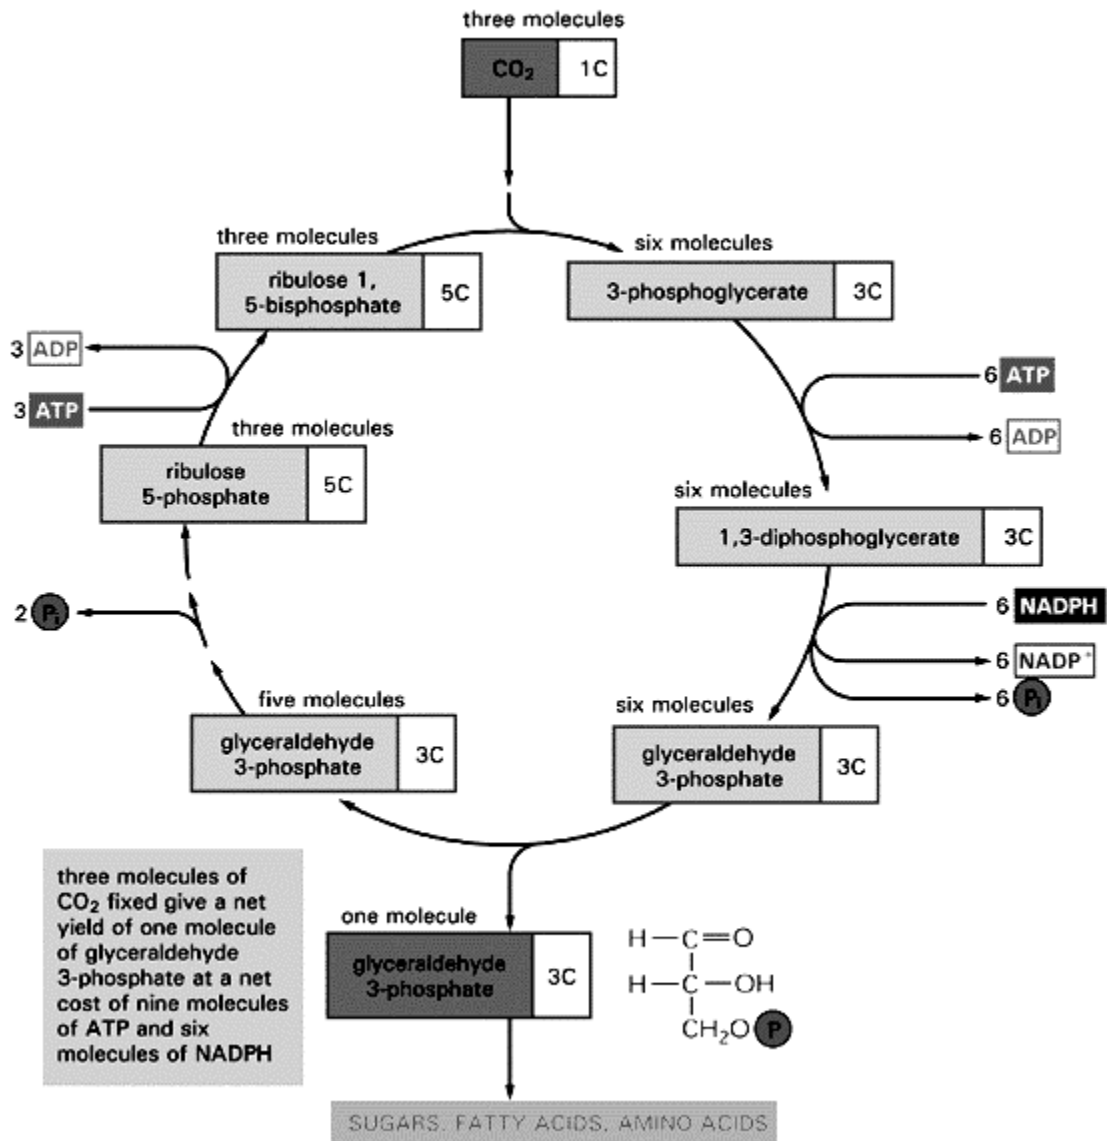 three molecules
CO₂ 1C
three molecules
ribulose 1,
5-bisphosphate
5C
six molecules
3-phosphoglycerate 3C
3 ADP
3 ATP
6 ATP
6 ADP
three molecules
ribulose
5-phosphate
5C
six molecules
1,3-diphosphoglycerate 3C
2 Pi
6 NADPH
6 NADP⁺
6 Pi
five molecules
glyceraldehyde
3-phosphate
3C
six molecules
glyceraldehyde
3-phosphate
3C
three molecules of
CO₂ fixed give a net
yield of one molecule
of glyceraldehyde
3-phosphate at a net
cost of nine molecules
of ATP and six
molecules of NADPH
one molecule
glyceraldehyde
3-phosphate
3C
H—C=O
H—C—OH
CH₂O P
SUGARS, FATTY ACIDS, AMINO ACIDS